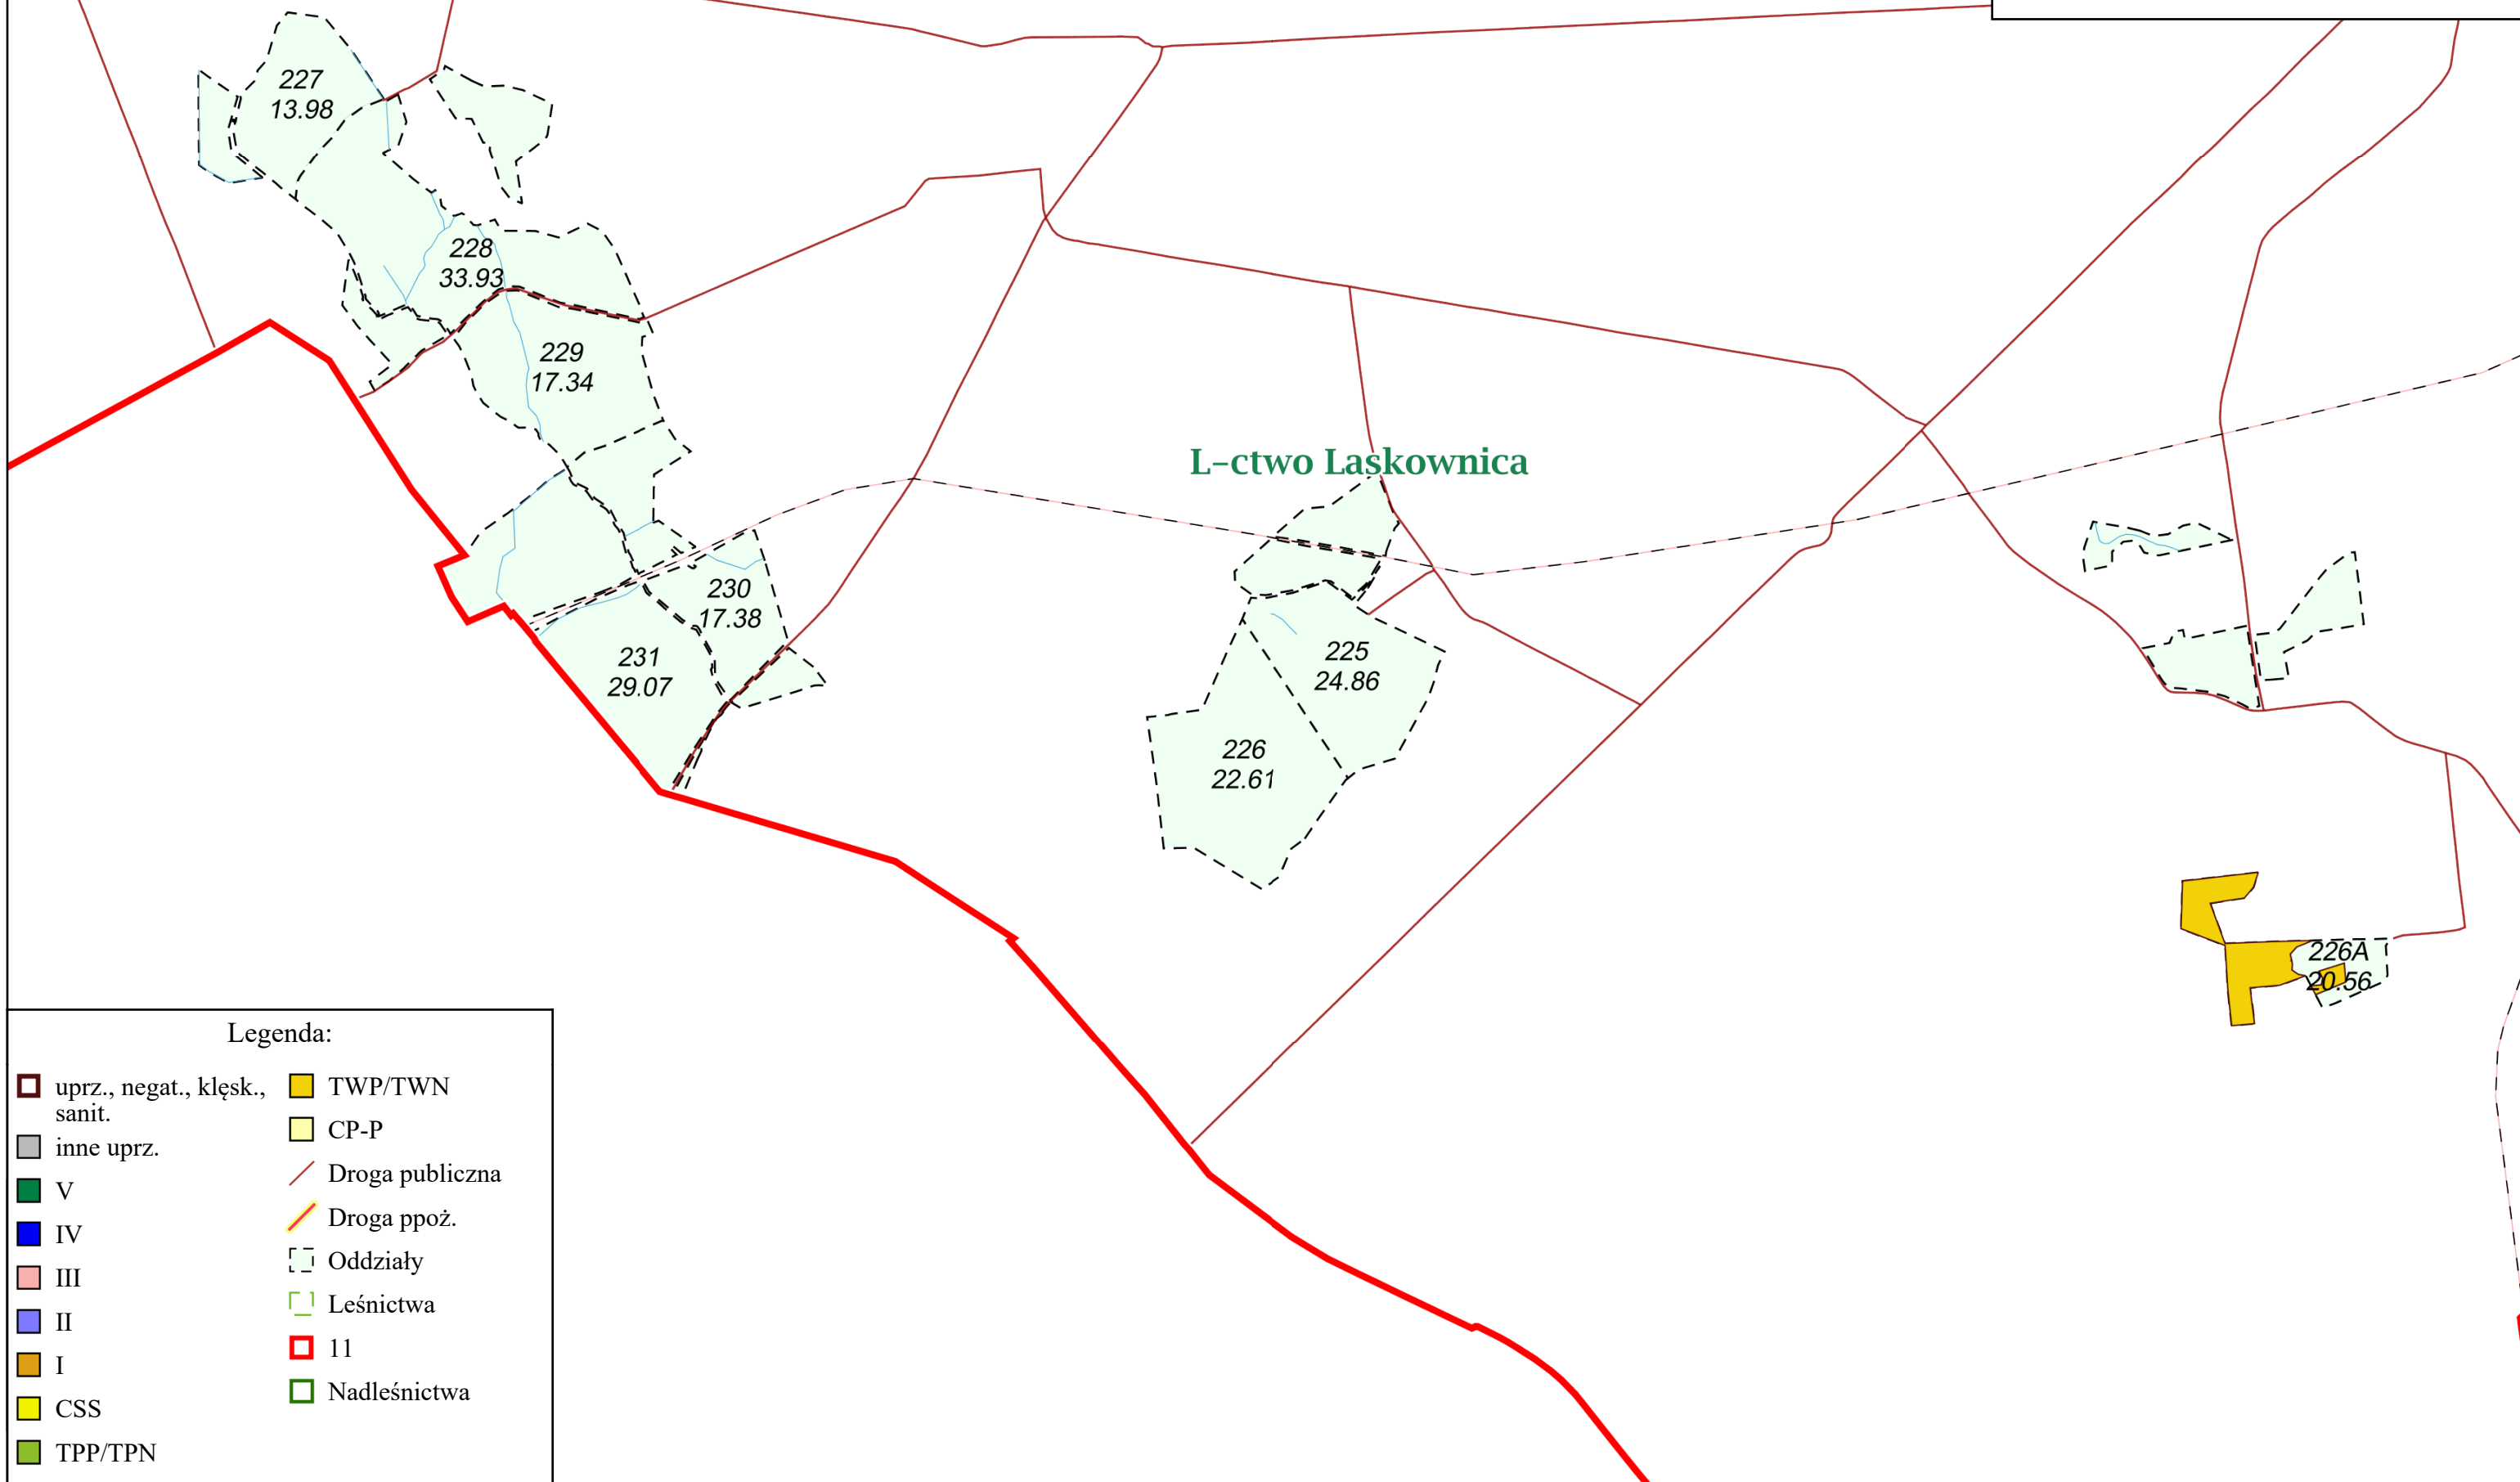 227
13.98
228
33.93
229
17.34
L-ctwo Laskownica
230
17.38
231
29.07
225
24.86
226
22.61
226A
20.56
Legenda:
uprz., negat., klęsk.,
sanit.
inne uprz.
V
IV
III
II
I
CSS
TPP/TPN
TWP/TWN
CP-P
Droga publiczna
Droga ppoż.
Oddziały
Leśnictwa
11
Nadleśnictwa